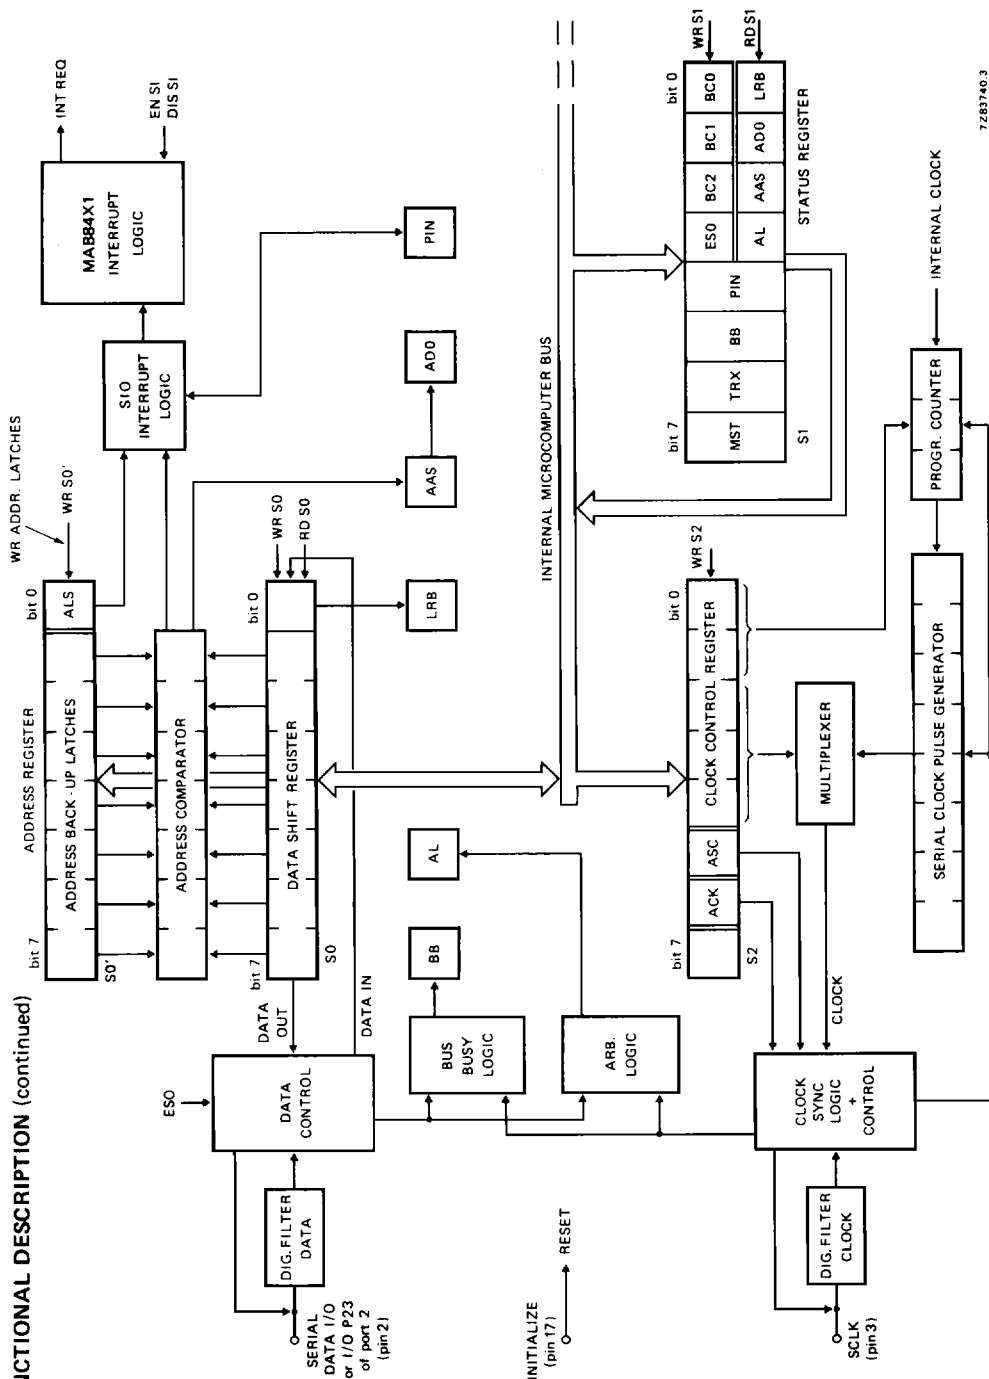 ICTIONAL DESCRIPTION (continued)
WR ADDR. LATCHES
WR S0'
ADDRESS REGISTER
bit 7
bit 0
ADDRESS BACK-UP LATCHES
ALS
S0'
ADDRESS COMPARATOR
bit 7
bit 0
DATA SHIFT REGISTER
S0
WR S0
RD S0
DATA OUT
DATA IN
SIO
INTERRUPT
LOGIC
MAB84X1
INTERRUPT
LOGIC
INT REQ
EN SI
DIS SI
LRB
AAS
AD0
PIN
ESO
DATA
CONTROL
DIG. FILTER
DATA
SERIAL
DATA I/O
or I/O P23
of port 2
(pin 2)
BUS
BUSY
LOGIC
BB
ARB.
LOGIC
AL
INITIALIZE
(pin 17)
RESET
INTERNAL MICROCOMPUTER BUS
bit 7
bit 0
MST
TRX
BB
PIN
ESO
BC2
BC1
BC0
AL
AAS
AD0
LRB
S1
STATUS REGISTER
WR S1
RD S1
bit 7
bit 0
ACK
ASC
CLOCK CONTROL REGISTER
S2
WR S2
MULTIPLEXER
CLOCK
CLOCK
SYNC
LOGIC
+
CONTROL
DIG. FILTER
CLOCK
SCLK
(pin 3)
SERIAL CLOCK PULSE GENERATOR
PROGR. COUNTER
INTERNAL CLOCK
7Z83740.3